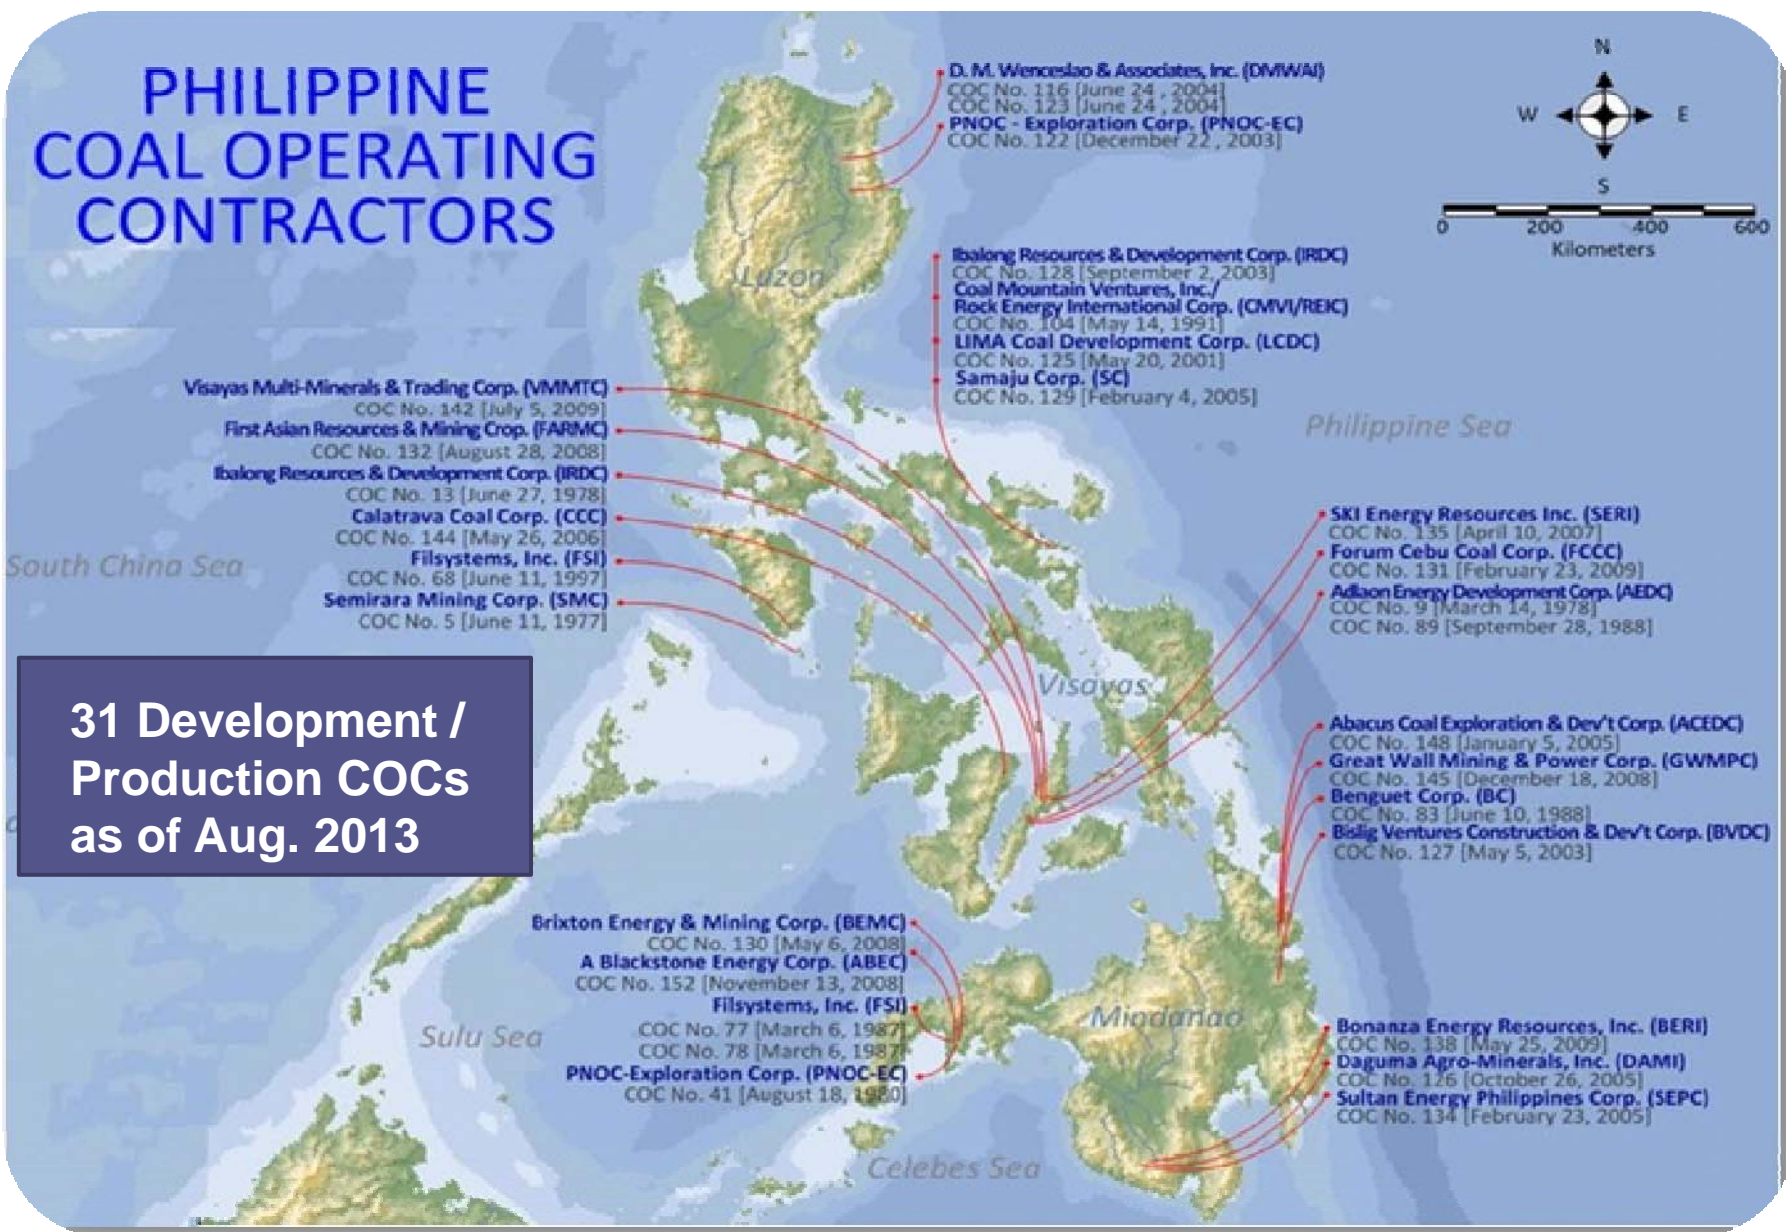 PHILIPPINE
COAL OPERATING
CONTRACTORS
D. M. Wenceslao & Associates, Inc. (DMWAI)
COC No. 116 [June 24 , 2004]
COC No. 123 [June 24 , 2004]
PNOC - Exploration Corp. (PNOC-EC)
COC No. 122 [December 22 , 2003]
N
W
E
S
0
200
400
600
Kilometers
Luzon
Ibalong Resources & Development Corp. (IRDC)
COC No. 128 [September 2, 2003]
Coal Mountain Ventures, Inc./
Rock Energy International Corp. (CMVI/REIC)
COC No. 104 [May 14, 1991]
LIMA Coal Development Corp. (LCDC)
COC No. 125 [May 20, 2001]
Samaju Corp. (SC)
COC No. 129 [February 4, 2005]
Philippine Sea
Visayas Multi-Minerals & Trading Corp. (VMMTC)
COC No. 142 [July 5, 2009]
First Asian Resources & Mining Crop. (FARMC)
COC No. 132 [August 28, 2008]
Ibalong Resources & Development Corp. (IRDC)
COC No. 13 [June 27, 1978]
Calatrava Coal Corp. (CCC)
COC No. 144 [May 26, 2006]
Filsystems, Inc. (FSI)
COC No. 68 [June 11, 1997]
Semirara Mining Corp. (SMC)
COC No. 5 [June 11, 1977]
South China Sea
SKI Energy Resources Inc. (SERI)
COC No. 135 [April 10, 2007]
Forum Cebu Coal Corp. (FCCC)
COC No. 131 [February 23, 2009]
Adlaon Energy Development Corp. (AEDC)
COC No. 9 [March 14, 1978]
COC No. 89 [September 28, 1988]
Visayas
31 Development /
Production COCs
as of Aug. 2013
Abacus Coal Exploration & Dev't Corp. (ACEDC)
COC No. 148 [January 5, 2005]
Great Wall Mining & Power Corp. (GWMPC)
COC No. 145 [December 18, 2008]
Benguet Corp. (BC)
COC No. 83 [June 10, 1988]
Bislig Ventures Construction & Dev't Corp. (BVDC)
COC No. 127 [May 5, 2003]
Brixton Energy & Mining Corp. (BEMC)
COC No. 130 [May 6, 2008]
A Blackstone Energy Corp. (ABEC)
COC No. 152 [November 13, 2008]
Filsystems, Inc. (FSI)
COC No. 77 [March 6, 1987]
COC No. 78 [March 6, 1987]
PNOC-Exploration Corp. (PNOC-EC)
COC No. 41 [August 18, 1980]
Sulu Sea
Mindanao
Celebes Sea
Bonanza Energy Resources, Inc. (BERI)
COC No. 138 [May 25, 2009]
Daguma Agro-Minerals, Inc. (DAMI)
COC No. 126 [October 26, 2005]
Sultan Energy Philippines Corp. (SEPC)
COC No. 134 [February 23, 2005]